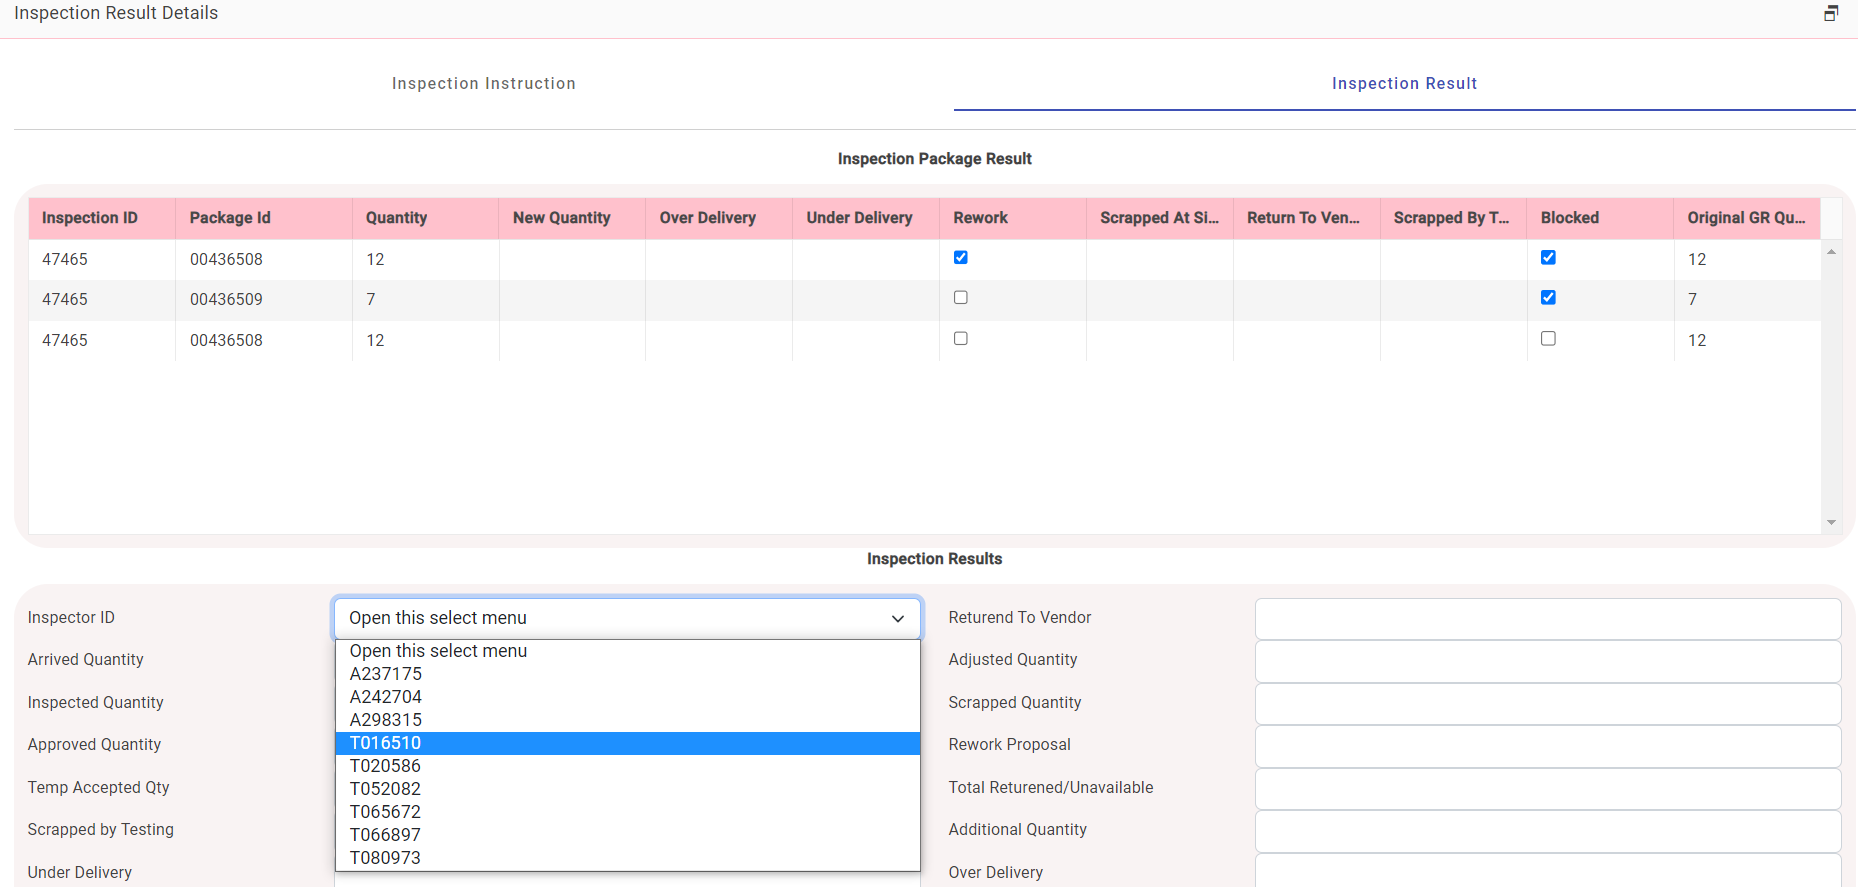 Inspection Result Details
Inspection Instruction Inspection Result
Inspection Package Result
Inspection ID Package Id Quantity New Quantity Over Delivery Under Delivery Rework Scrapped At Si... Return To Ven... Scrapped By T... Blocked Original GR Qu...
47465 00436508 12 12
47465 00436509 7 7
47465 00436508 12 12
Inspection Results
Inspector ID Open this select menu Returend To Vendor
Open this select menu
Arrived Quantity A237175 Adjusted Quantity
A242704
Inspected Quantity A298315 Scrapped Quantity
Approved Quantity T016510 Rework Proposal
T020586
Temp Accepted Qty T052082 Total Returened/Unavailable
T065672
Scrapped by Testing T066897 Additional Quantity
T080973
Under Delivery Over Delivery